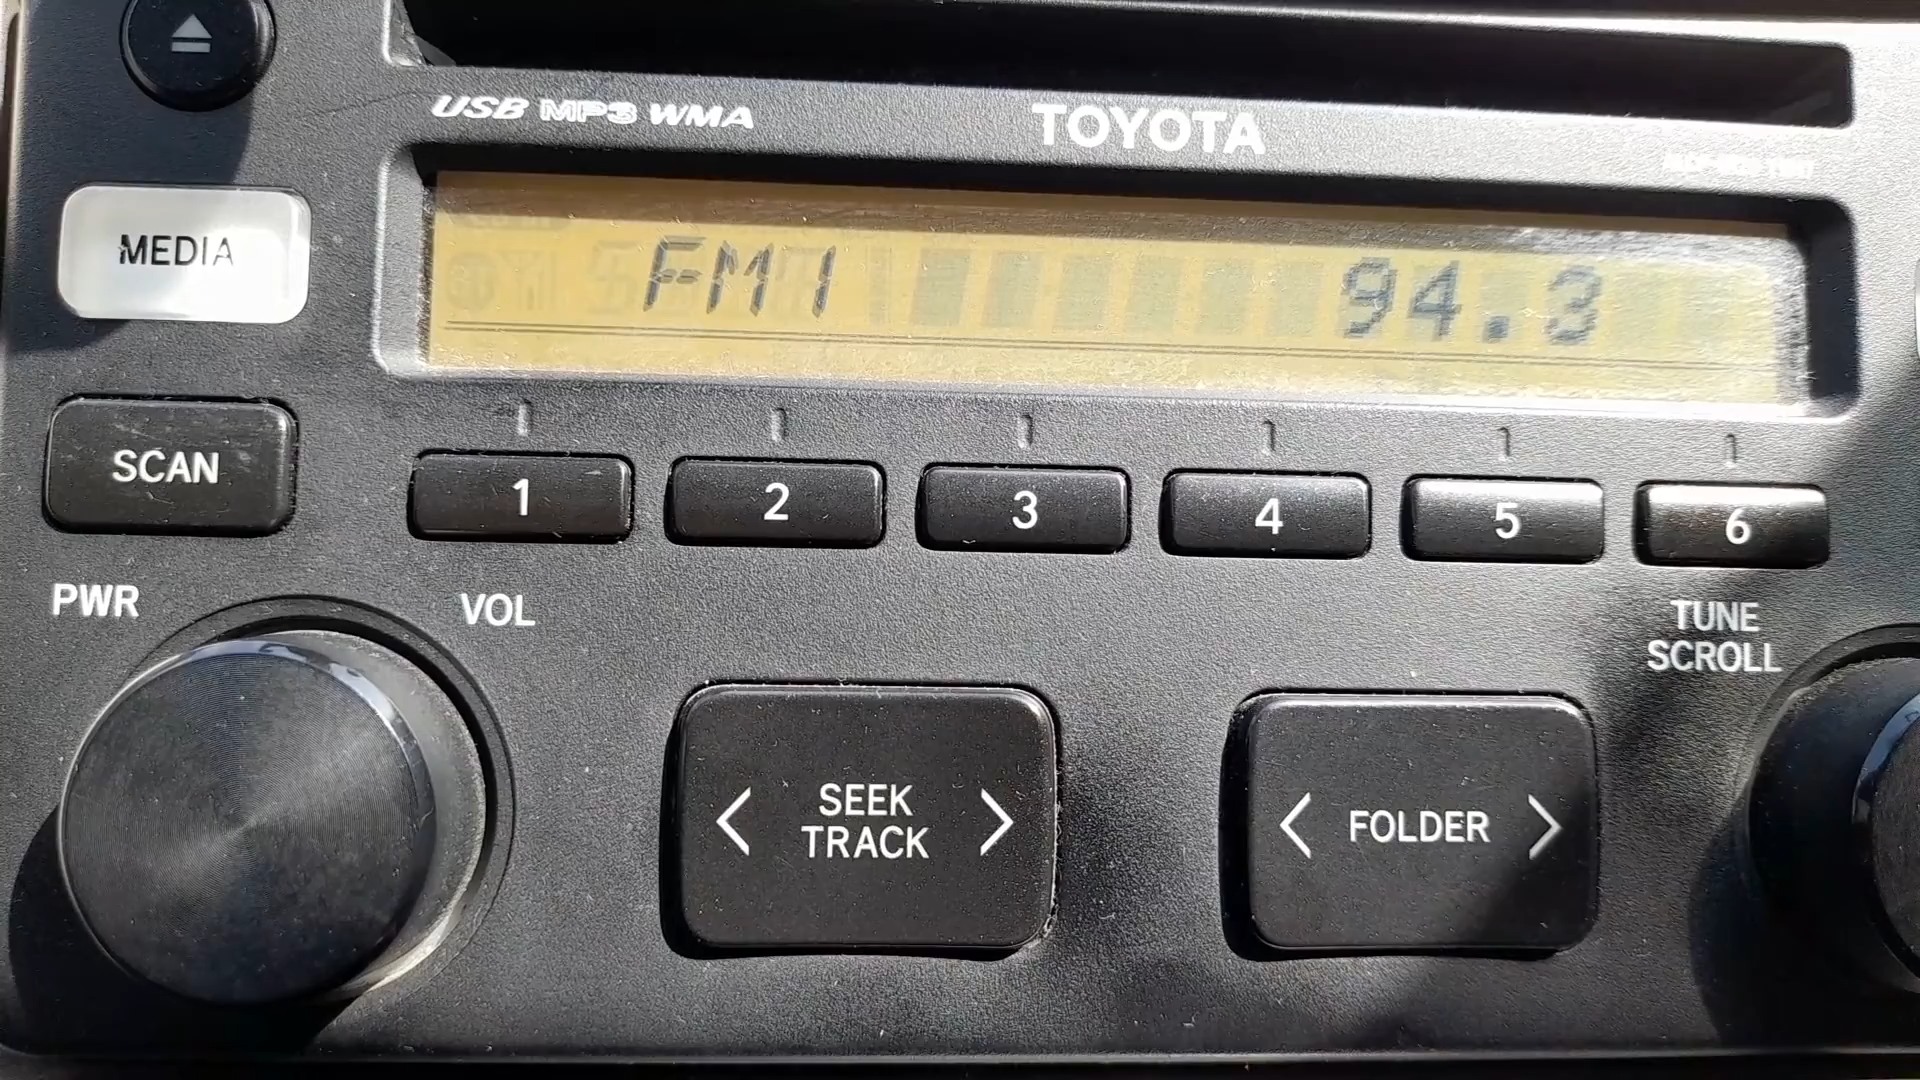 USB MP3 WMA
TOYOTA
MEDIA
FM1 94.3
SCAN
1 2 3 4 5 6
PWR
VOL
TUNE
SCROLL
< SEEK
TRACK >
< FOLDER >